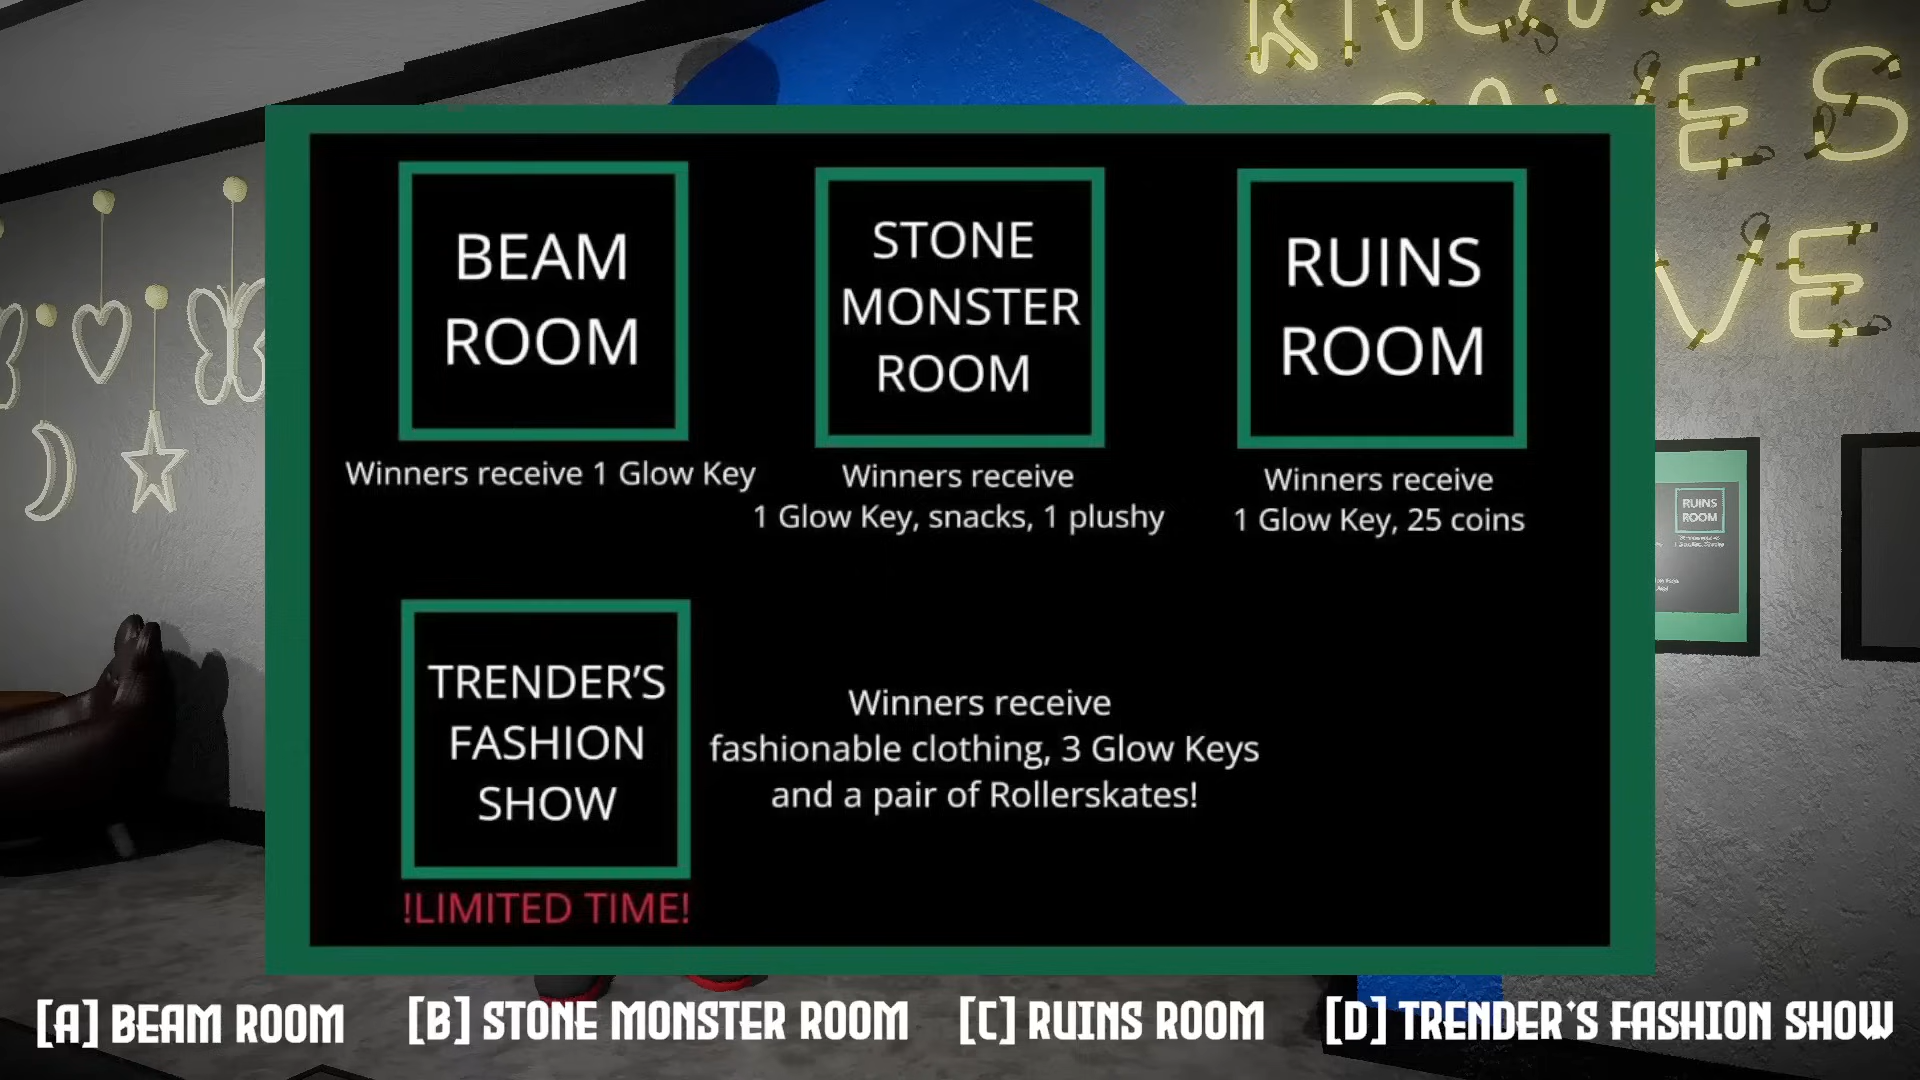 BEAM
ROOM
Winners receive 1 Glow Key
STONE
MONSTER
ROOM
Winners receive
1 Glow Key, snacks, 1 plushy
RUINS
ROOM
Winners receive
1 Glow Key, 25 coins
TRENDER'S
FASHION
SHOW
!LIMITED TIME!
Winners receive
fashionable clothing, 3 Glow Keys
and a pair of Rollerskates!
RUINS
ROOM
[A] BEAM ROOM
[B] STONE MONSTER ROOM
[C] RUINS ROOM
[D] TRENDER'S FASHION SHOW